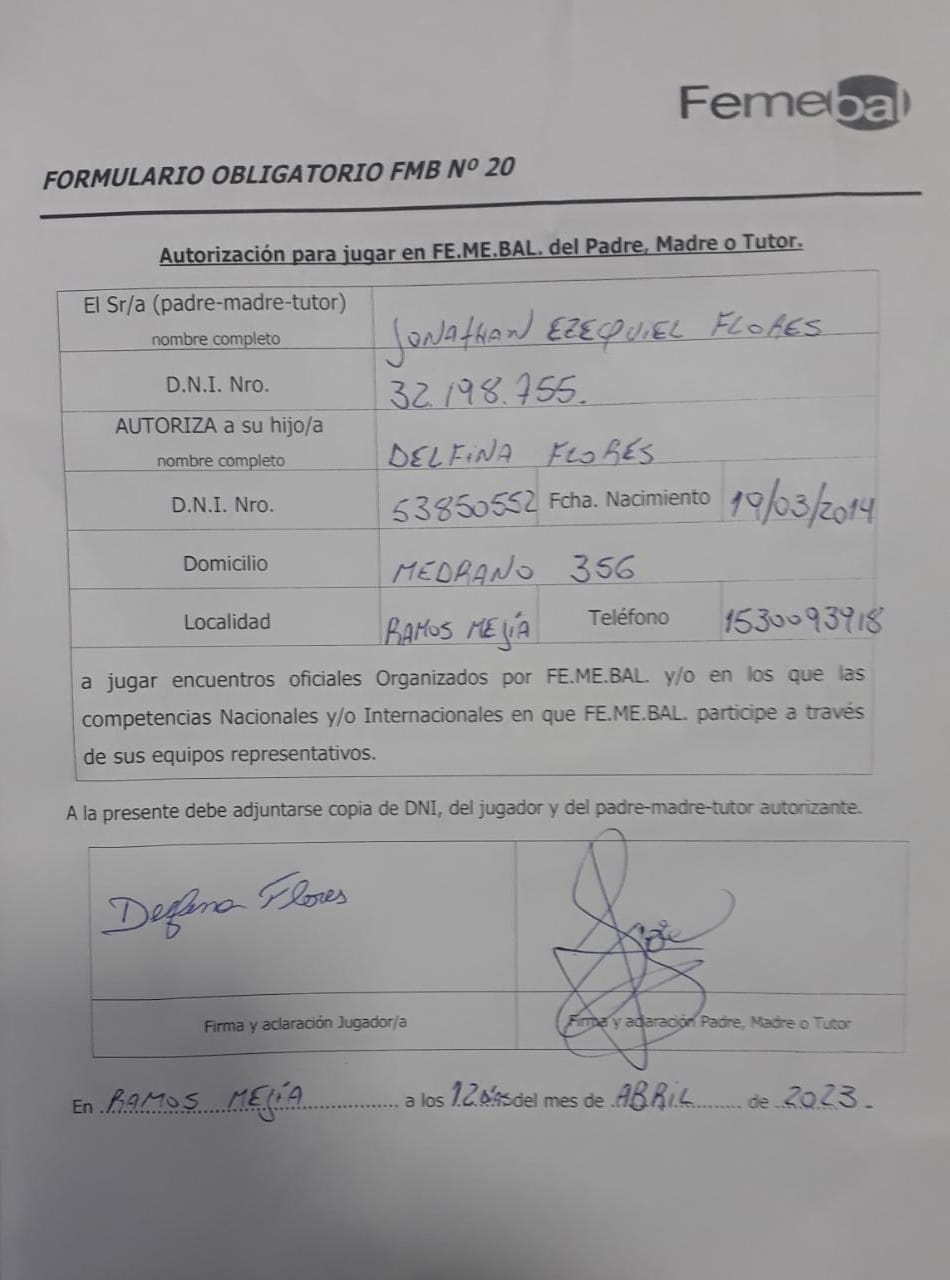 Femebal
FORMULARIO OBLIGATORIO FMB Nº 20
Autorización para jugar en FE.ME.BAL. del Padre, Madre o Tutor.
El Sr/a (padre-madre-tutor)
nombre completo
JONATHAN EZEQUIEL FLORES
D.N.I. Nro.
32.198.755.
AUTORIZA a su hijo/a
nombre completo
DELFINA FLORES
D.N.I. Nro.
53850552
Fcha. Nacimiento
19/03/2014
Domicilio
MEDRANO 356
Localidad
RAMOS MEJÍA
Teléfono
1530093918
a jugar encuentros oficiales Organizados por FE.ME.BAL. y/o en los que las
competencias Nacionales y/o Internacionales en que FE.ME.BAL. participe a través
de sus equipos representativos.
A la presente debe adjuntarse copia de DNI, del jugador y del padre-madre-tutor autorizante.
Delfina Flores
Firma y aclaración Jugador/a
Firma y aclaración Padre, Madre o Tutor
En RAMOS MEJÍA a los 12 DÍAS del mes de ABRIL de 2023.